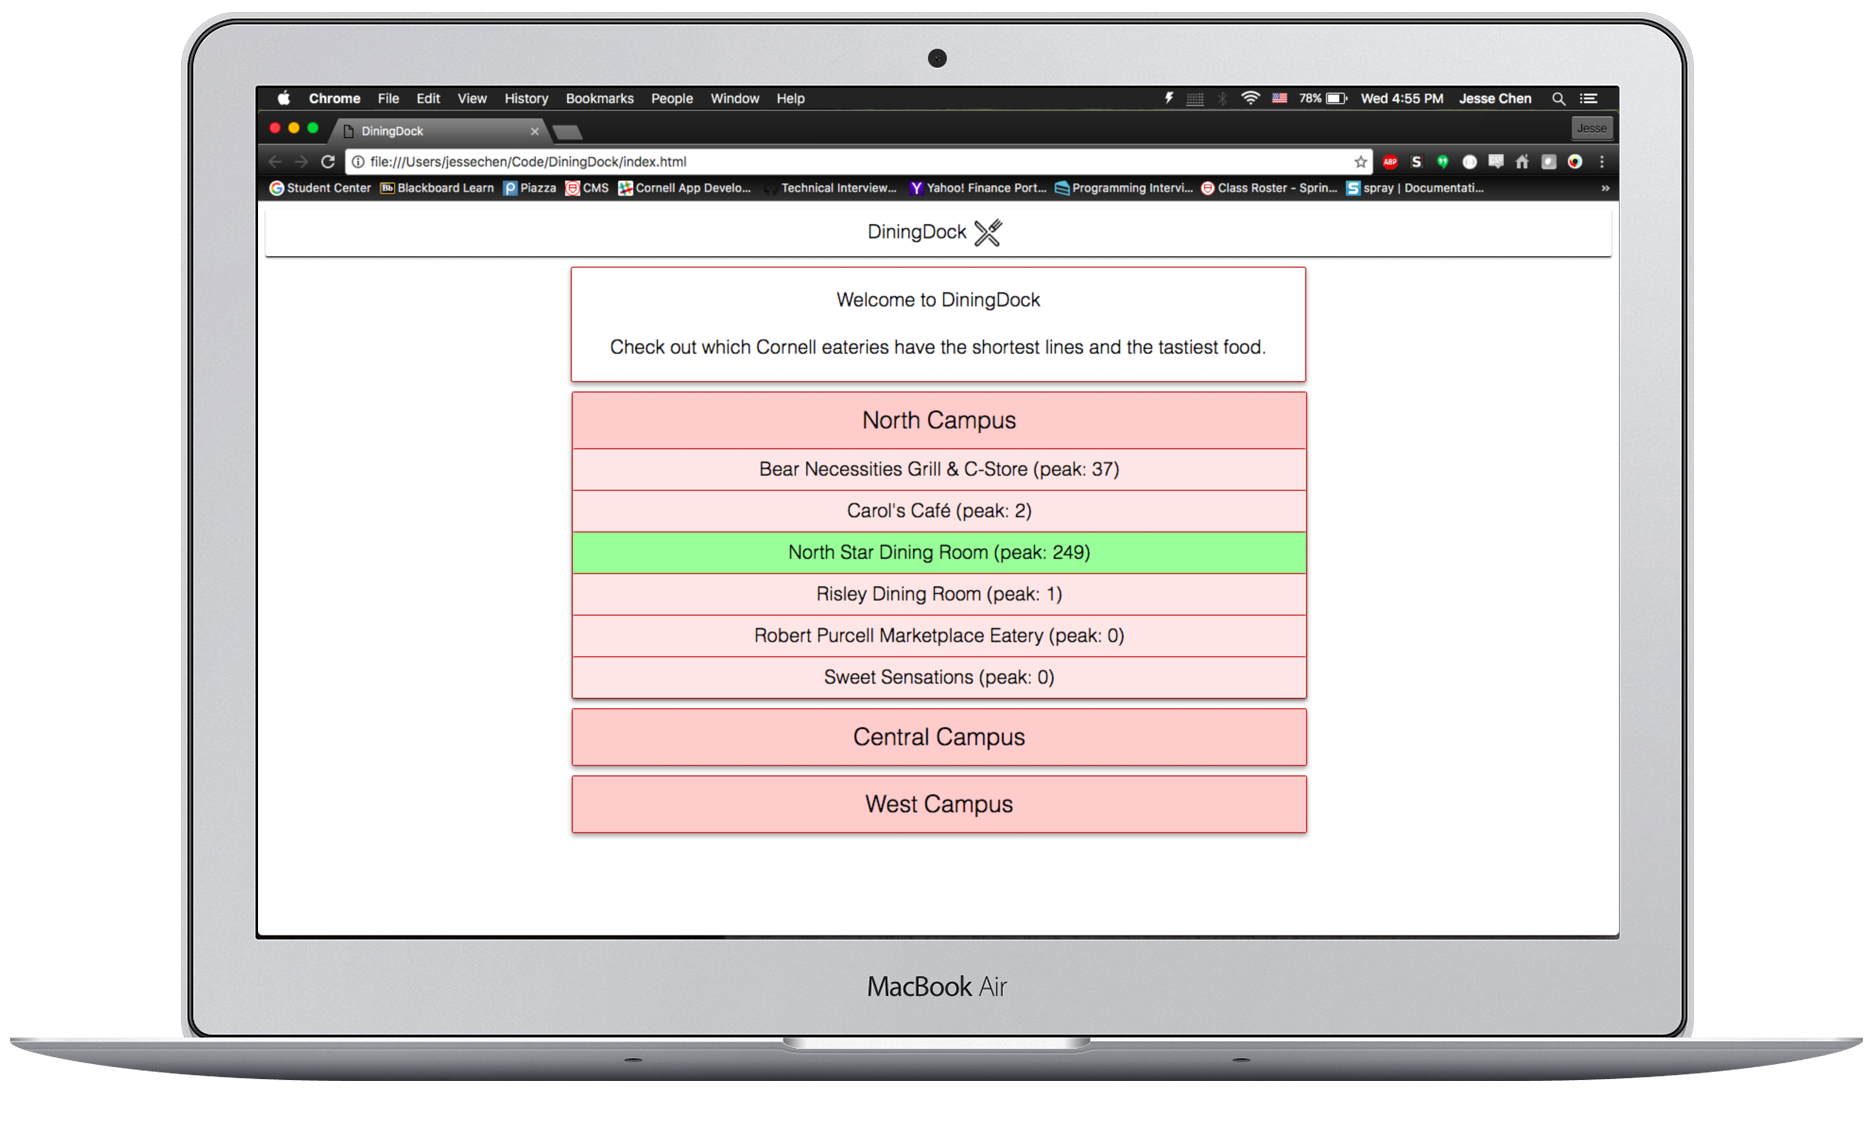 Chrome File Edit View History Bookmarks People Window Help 78% Wed 4:55 PM Jesse Chen
DiningDock Jesse
file:///Users/jessechen/Code/DiningDock/index.html ABP S
Student Center Bb Blackboard Learn Piazza CMS Cornell App Develo... Technical Interview... Yahoo! Finance Port... Programming Intervi... Class Roster - Sprin... spray | Documentati... »
DiningDock
Welcome to DiningDock
Check out which Cornell eateries have the shortest lines and the tastiest food.
North Campus
Bear Necessities Grill & C-Store (peak: 37)
Carol's Café (peak: 2)
North Star Dining Room (peak: 249)
Risley Dining Room (peak: 1)
Robert Purcell Marketplace Eatery (peak: 0)
Sweet Sensations (peak: 0)
Central Campus
West Campus
MacBook Air